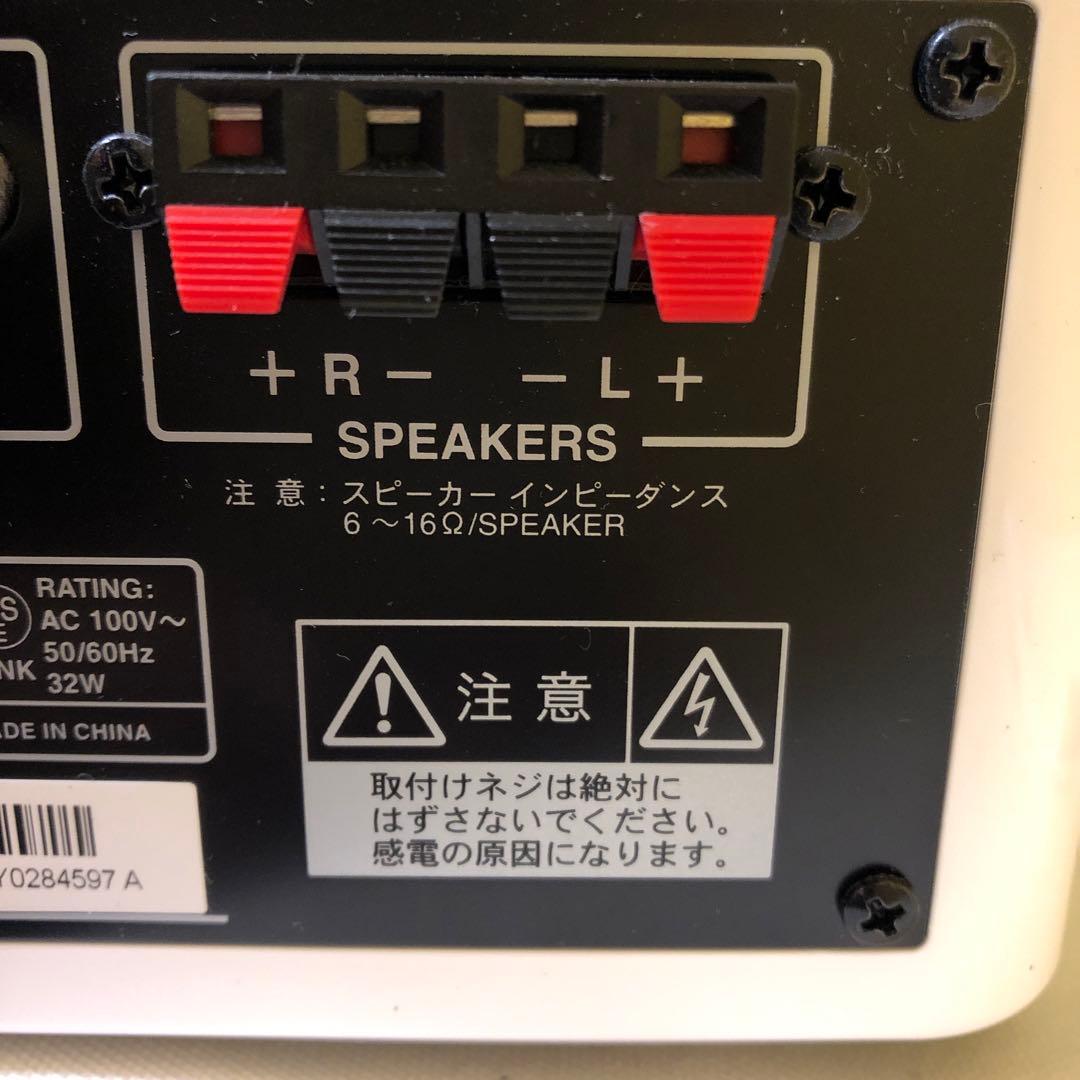 + R − − L +
SPEAKERS
注意：スピーカー インピーダンス
6～16Ω/SPEAKER
RATING:
AC 100V～
50/60Hz
32W
IN CHINA
注意
取付けネジは絶対に
はずさないでください。
感電の原因になります。
Y0284597 A